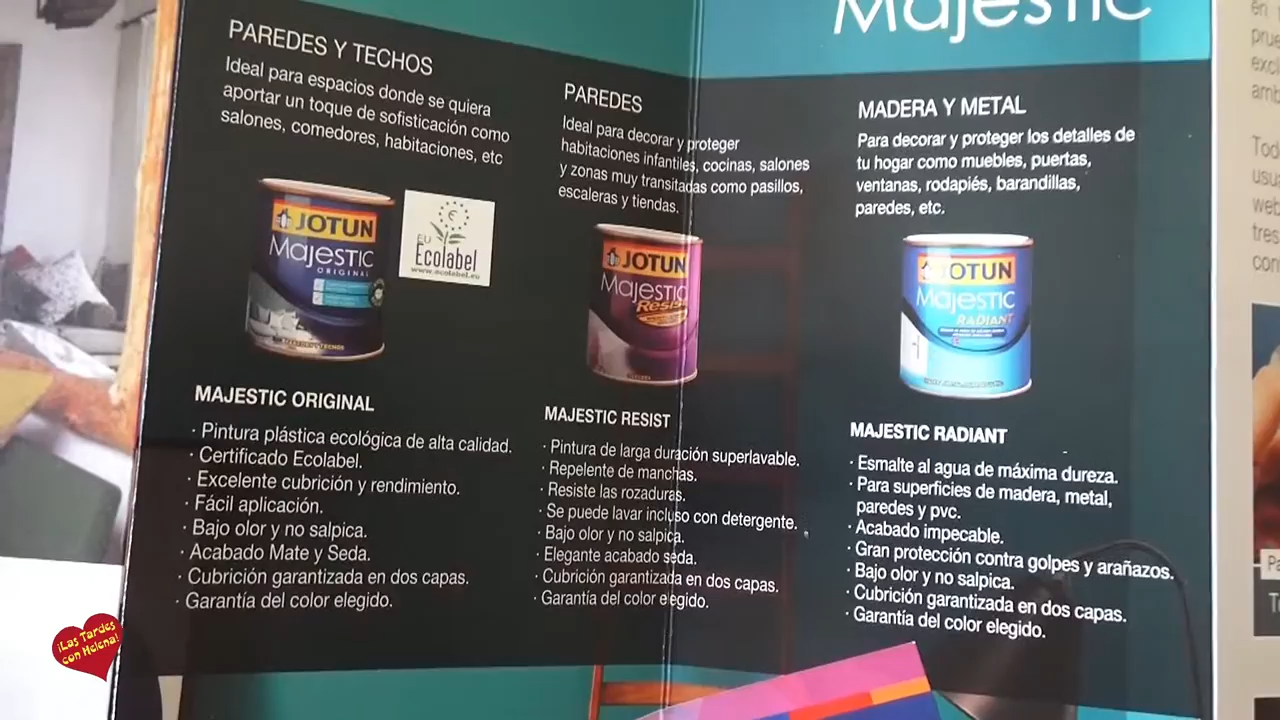 Majestic
PAREDES Y TECHOS
Ideal para espacios donde se quiera
aportar un toque de sofisticación como
salones, comedores, habitaciones, etc
JOTUN
Majestic
ORIGINAL
EU
Ecolabel
www.ecolabel.eu
MAJESTIC ORIGINAL
· Pintura plástica ecológica de alta calidad.
· Certificado Ecolabel.
· Excelente cubrición y rendimiento.
· Fácil aplicación.
· Bajo olor y no salpica.
· Acabado Mate y Seda.
· Cubrición garantizada en dos capas.
· Garantía del color elegido.
PAREDES
Ideal para decorar y proteger
habitaciones infantiles, cocinas, salones
y zonas muy transitadas como pasillos,
escaleras y tiendas.
JOTUN
Majestic
Resist
MAJESTIC RESIST
· Pintura de larga duración superlavable.
· Repelente de manchas.
· Resiste las rozaduras.
· Se puede lavar incluso con detergente.
· Bajo olor y no salpica.
· Elegante acabado seda.
· Cubrición garantizada en dos capas.
· Garantía del color elegido.
MADERA Y METAL
Para decorar y proteger los detalles de
tu hogar como muebles, puertas,
ventanas, rodapiés, barandillas,
paredes, etc.
JOTUN
Majestic
RADIANT
MAJESTIC RADIANT
· Esmalte al agua de máxima dureza.
· Para superficies de madera, metal,
paredes y pvc.
· Acabado impecable.
· Gran protección contra golpes y arañazos.
· Bajo olor y no salpica.
· Cubrición garantizada en dos capas.
· Garantía del color elegido.
¡Las Tardes
con Helena!